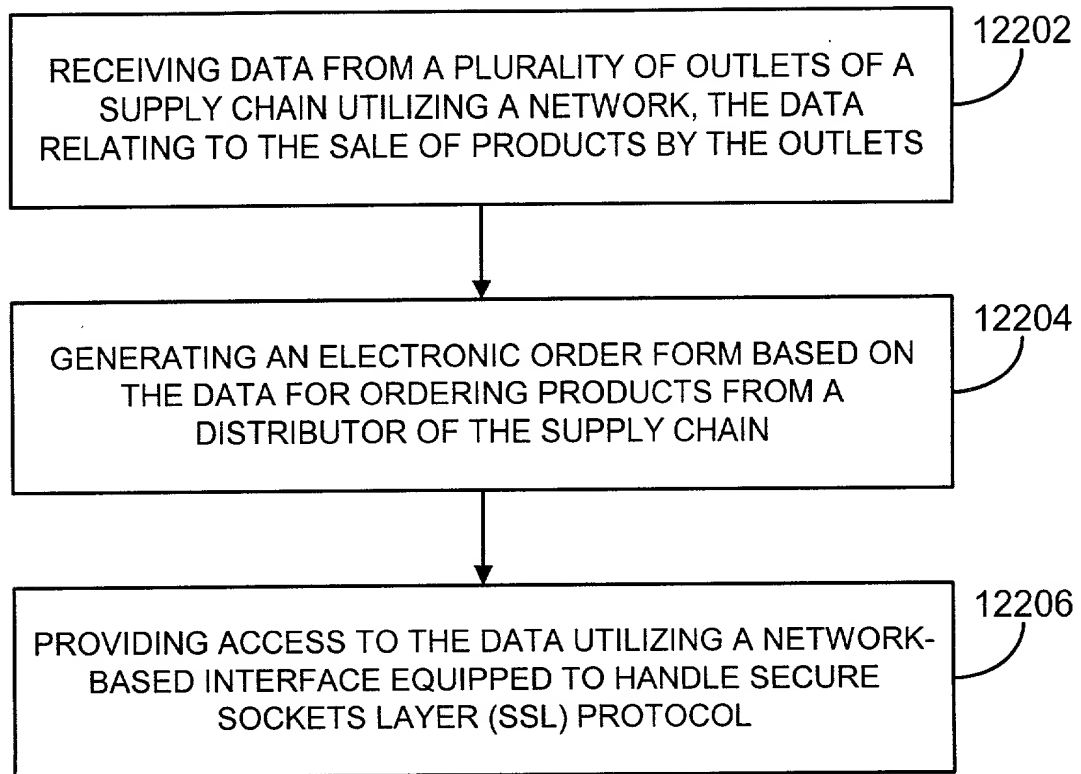 12202
RECEIVING DATA FROM A PLURALITY OF OUTLETS OF A
SUPPLY CHAIN UTILIZING A NETWORK, THE DATA
RELATING TO THE SALE OF PRODUCTS BY THE OUTLETS
12204
GENERATING AN ELECTRONIC ORDER FORM BASED ON
THE DATA FOR ORDERING PRODUCTS FROM A
DISTRIBUTOR OF THE SUPPLY CHAIN
12206
PROVIDING ACCESS TO THE DATA UTILIZING A NETWORK-
BASED INTERFACE EQUIPPED TO HANDLE SECURE
SOCKETS LAYER (SSL) PROTOCOL